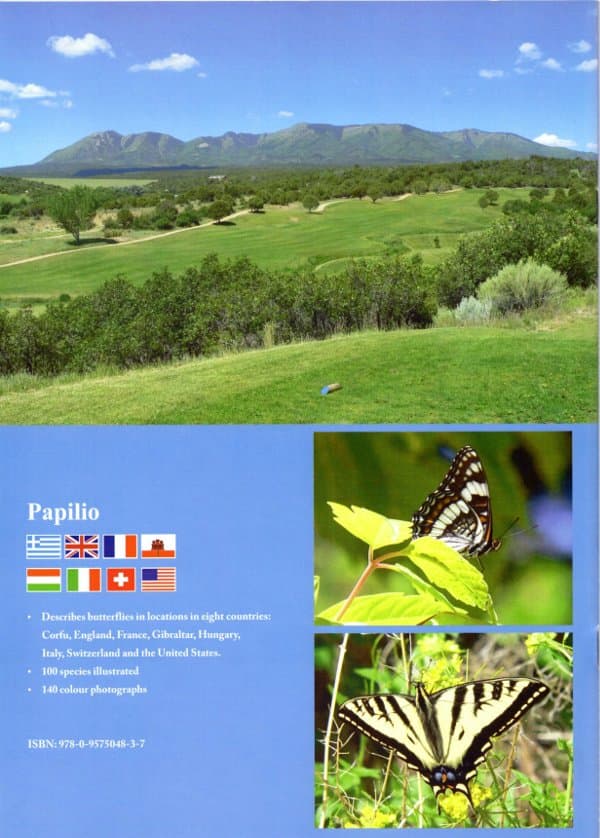 Papilio
• Describes butterflies in locations in eight countries:
Corfu, England, France, Gibraltar, Hungary,
Italy, Switzerland and the United States.
• 100 species illustrated
• 140 colour photographs
ISBN: 978-0-9575048-3-7